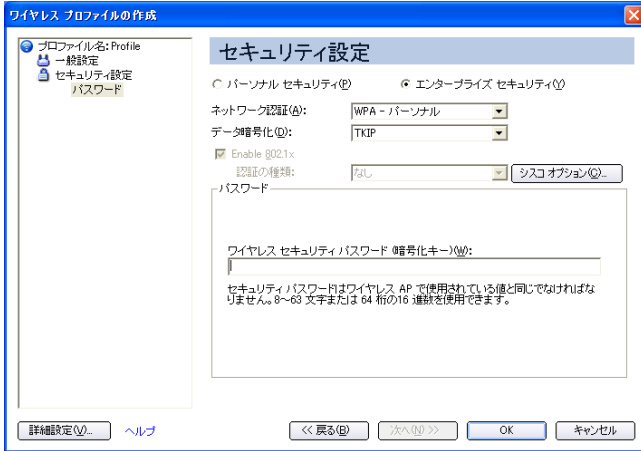 ワイヤレス プロファイルの作成
プロファイル名: Profile
一般設定
セキュリティ設定
パスワード
セキュリティ設定
パーソナル セキュリティ(P)
エンタープライズ セキュリティ(Y)
ネットワーク認証(A):
WPA - パーソナル
データ暗号化(D):
TKIP
Enable 802.1x
認証の種類:
なし
シスコ オプション(C)...
パスワード
ワイヤレス セキュリティ パスワード (暗号化キー)(W):
セキュリティ パスワードはワイヤレス AP で使用されている値と同じでなければな
りません。8～63 文字または 64 桁の16 進数を使用できます。
詳細設定(V)...
ヘルプ
<< 戻る(B)
次へ(N) >>
OK
キャンセル